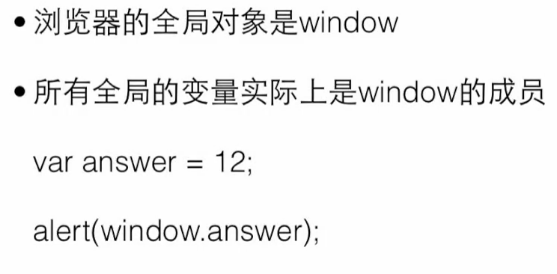 • 浏览器的全局对象是window
• 所有全局的变量实际上是window的成员
var answer = 12;
alert(window.answer);